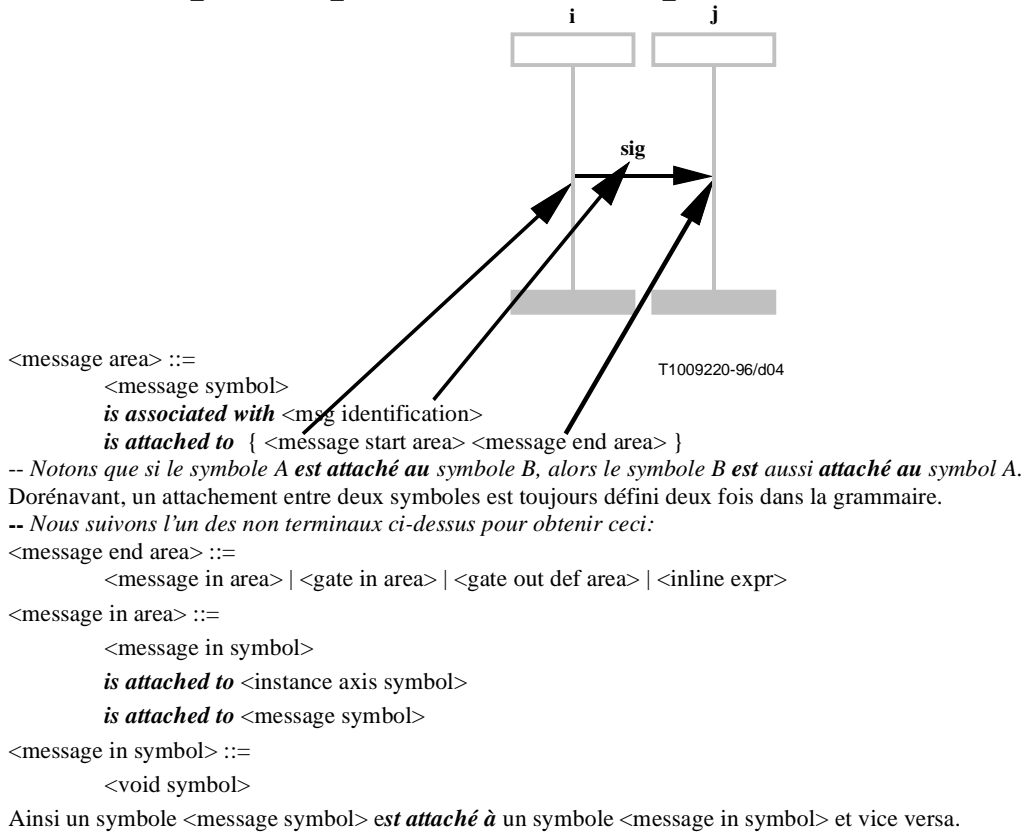 i j
sig
<message area> ::=
T1009220-96/d04
<message symbol>
is associated with <msg identification>
is attached to { <message start area> <message end area> }
-- Notons que si le symbole A est attaché au symbole B, alors le symbole B est aussi attaché au symbol A.
Dorénavant, un attachement entre deux symboles est toujours défini deux fois dans la grammaire.
-- Nous suivons l'un des non terminaux ci-dessus pour obtenir ceci:
<message end area> ::=
<message in area> | <gate in area> | <gate out def area> | <inline expr>
<message in area> ::=
<message in symbol>
is attached to <instance axis symbol>
is attached to <message symbol>
<message in symbol> ::=
<void symbol>
Ainsi un symbole <message symbol> est attaché à un symbole <message in symbol> et vice versa.